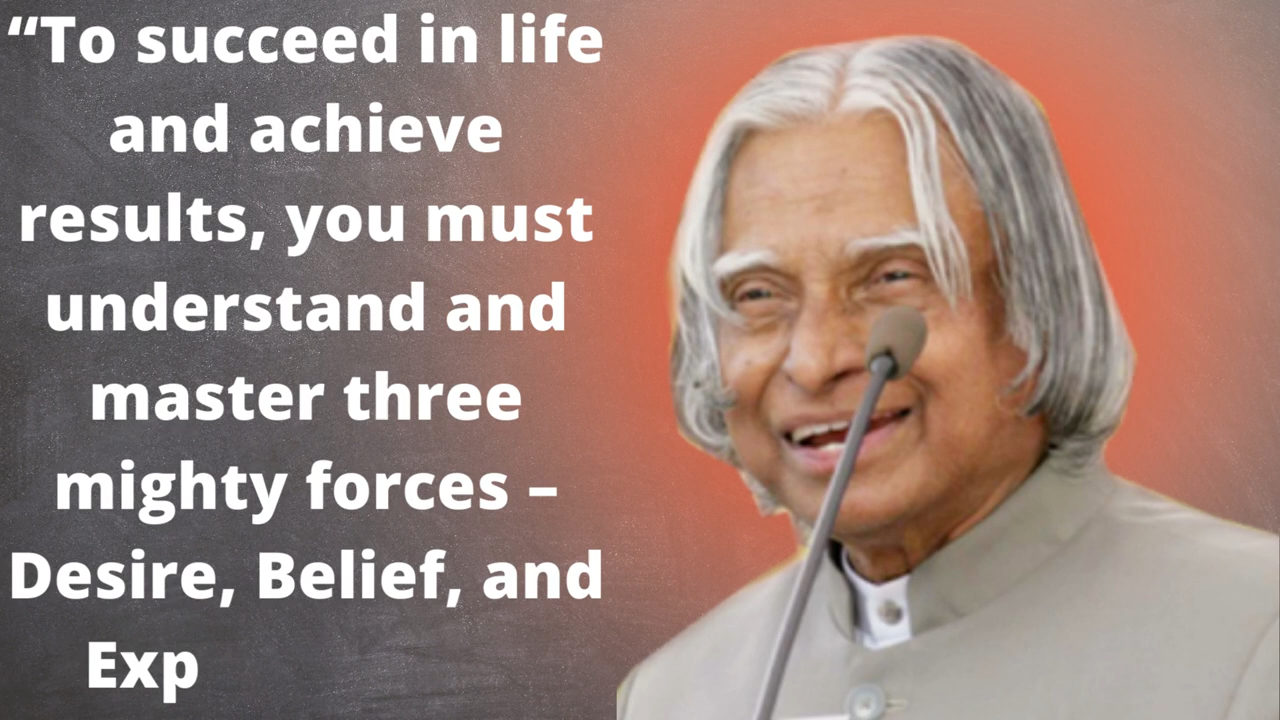 “To succeed in life
and achieve
results, you must
understand and
master three
mighty forces –
Desire, Belief, and
Exp